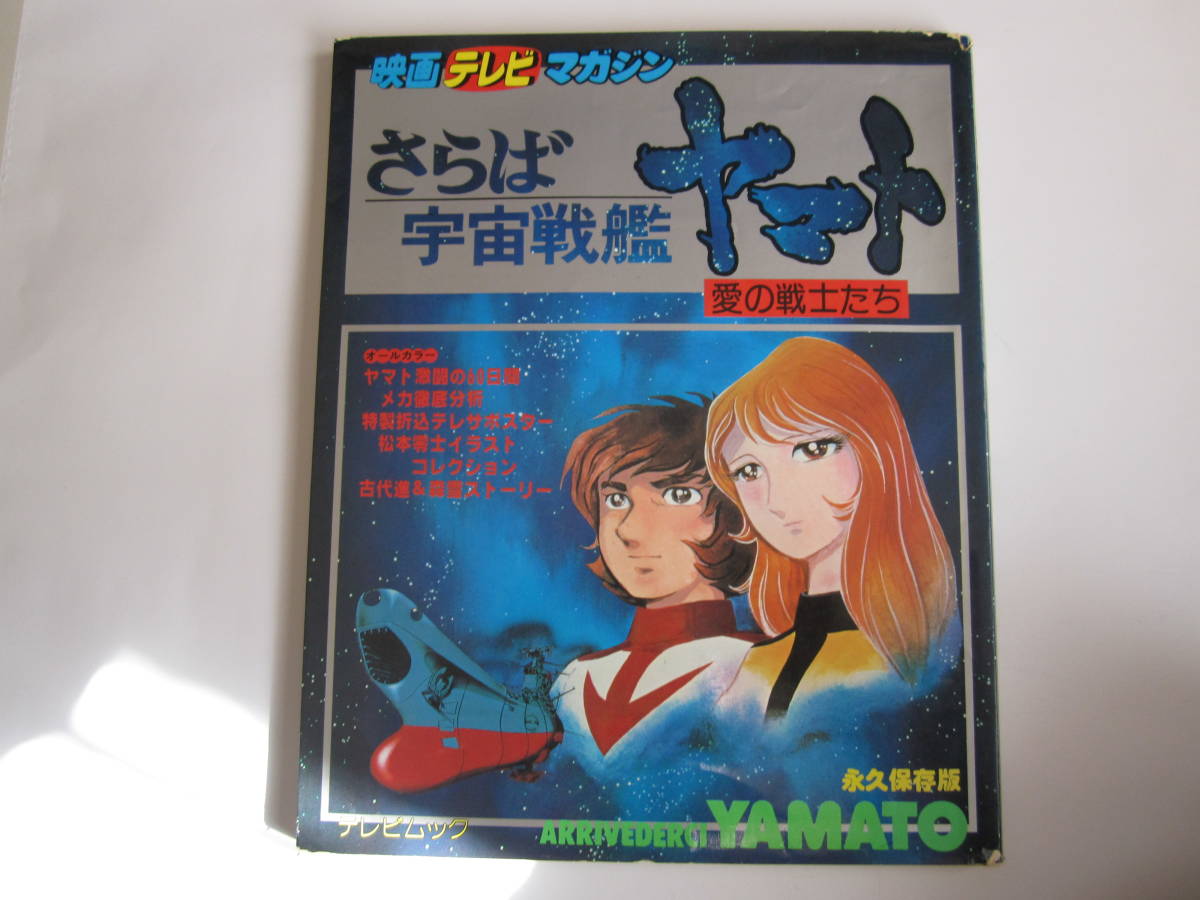 映画テレビマガジン
さらば
宇宙戦艦
ヤマト
愛の戦士たち
オールカラー
ヤマト激闘の60日間
メカ徹底分析
特製折込テレサポスター
松本零士イラスト
コレクション
古代進&森雪ストーリー
永久保存版
テレビムック
ARRIVEDERCI YAMATO